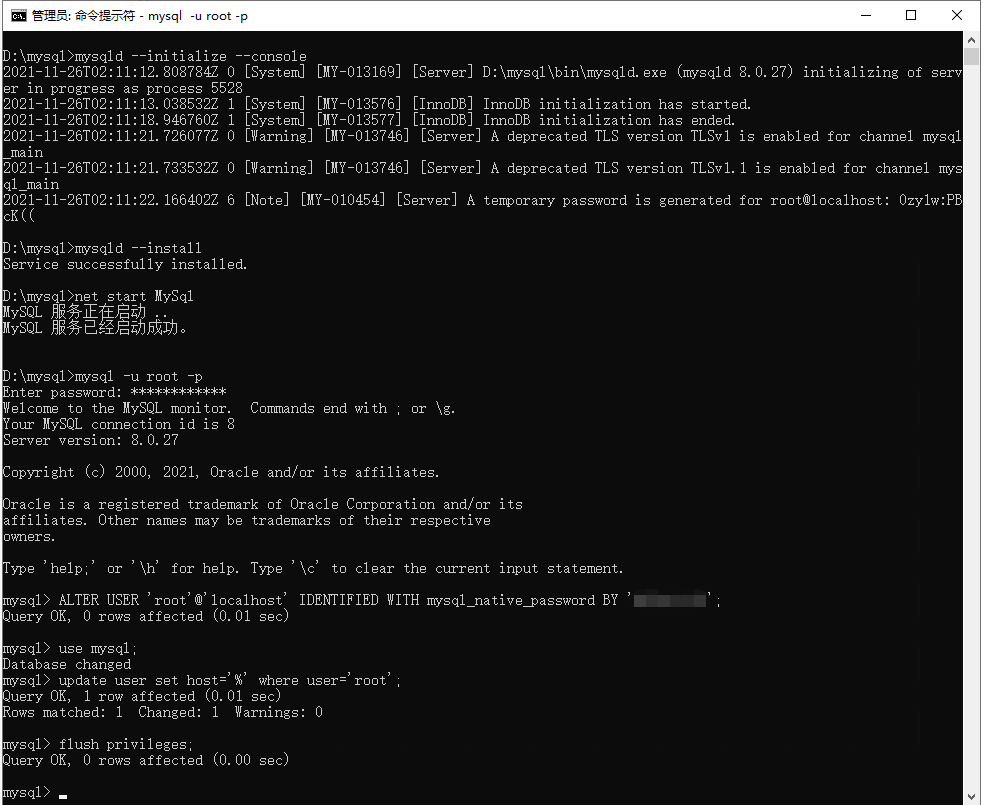 管理员: 命令提示符 - mysql -u root -p
D:\mysql>mysqld --initialize --console
2021-11-26T02:11:12.808784Z 0 [System] [MY-013169] [Server] D:\mysql\bin\mysqld.exe (mysqld 8.0.27) initializing of serv
er in progress as process 5528
2021-11-26T02:11:13.038532Z 1 [System] [MY-013576] [InnoDB] InnoDB initialization has started.
2021-11-26T02:11:18.946760Z 1 [System] [MY-013577] [InnoDB] InnoDB initialization has ended.
2021-11-26T02:11:21.726077Z 0 [Warning] [MY-013746] [Server] A deprecated TLS version TLSv1 is enabled for channel mysql
_main
2021-11-26T02:11:21.733532Z 0 [Warning] [MY-013746] [Server] A deprecated TLS version TLSv1.1 is enabled for channel mys
ql_main
2021-11-26T02:11:22.166402Z 6 [Note] [MY-010454] [Server] A temporary password is generated for root@localhost: 0zylw:PB
cK((
D:\mysql>mysqld --install
Service successfully installed.
D:\mysql>net start MySql
MySQL 服务正在启动 ..
MySQL 服务已经启动成功。
D:\mysql>mysql -u root -p
Enter password: ************
Welcome to the MySQL monitor.  Commands end with ; or \g.
Your MySQL connection id is 8
Server version: 8.0.27
Copyright (c) 2000, 2021, Oracle and/or its affiliates.
Oracle is a registered trademark of Oracle Corporation and/or its
affiliates. Other names may be trademarks of their respective
owners.
Type 'help;' or '\h' for help. Type '\c' to clear the current input statement.
mysql> ALTER USER 'root'@'localhost' IDENTIFIED WITH mysql_native_password BY '';
Query OK, 0 rows affected (0.01 sec)
mysql> use mysql;
Database changed
mysql> update user set host='%' where user='root';
Query OK, 1 row affected (0.01 sec)
Rows matched: 1  Changed: 1  Warnings: 0
mysql> flush privileges;
Query OK, 0 rows affected (0.00 sec)
mysql>